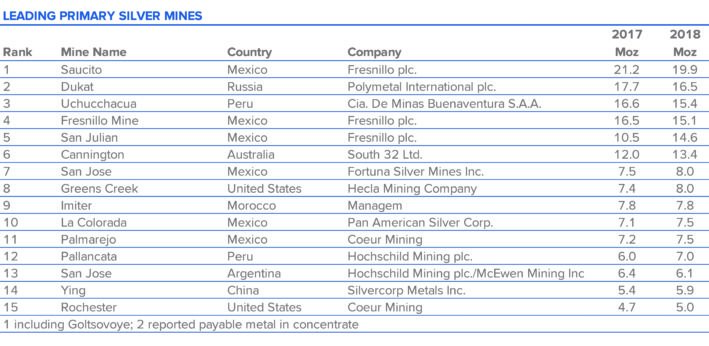 LEADING PRIMARY SILVER MINES
2017 2018
Rank Mine Name Country Company Moz Moz
1 Saucito Mexico Fresnillo plc. 21.2 19.9
2 Dukat Russia Polymetal International plc. 17.7 16.5
3 Uchucchacua Peru Cia. De Minas Buenaventura S.A.A. 16.6 15.4
4 Fresnillo Mine Mexico Fresnillo plc. 16.5 15.1
5 San Julian Mexico Fresnillo plc. 10.5 14.6
6 Cannington Australia South 32 Ltd. 12.0 13.4
7 San Jose Mexico Fortuna Silver Mines Inc. 7.5 8.0
8 Greens Creek United States Hecla Mining Company 7.4 8.0
9 Imiter Morocco Managem 7.8 7.8
10 La Colorada Mexico Pan American Silver Corp. 7.1 7.5
11 Palmarejo Mexico Coeur Mining 7.2 7.5
12 Pallancata Peru Hochschild Mining plc. 6.0 7.0
13 San Jose Argentina Hochschild Mining plc./McEwen Mining Inc 6.4 6.1
14 Ying China Silvercorp Metals Inc. 5.4 5.9
15 Rochester United States Coeur Mining 4.7 5.0
1 including Goltsovoye; 2 reported payable metal in concentrate